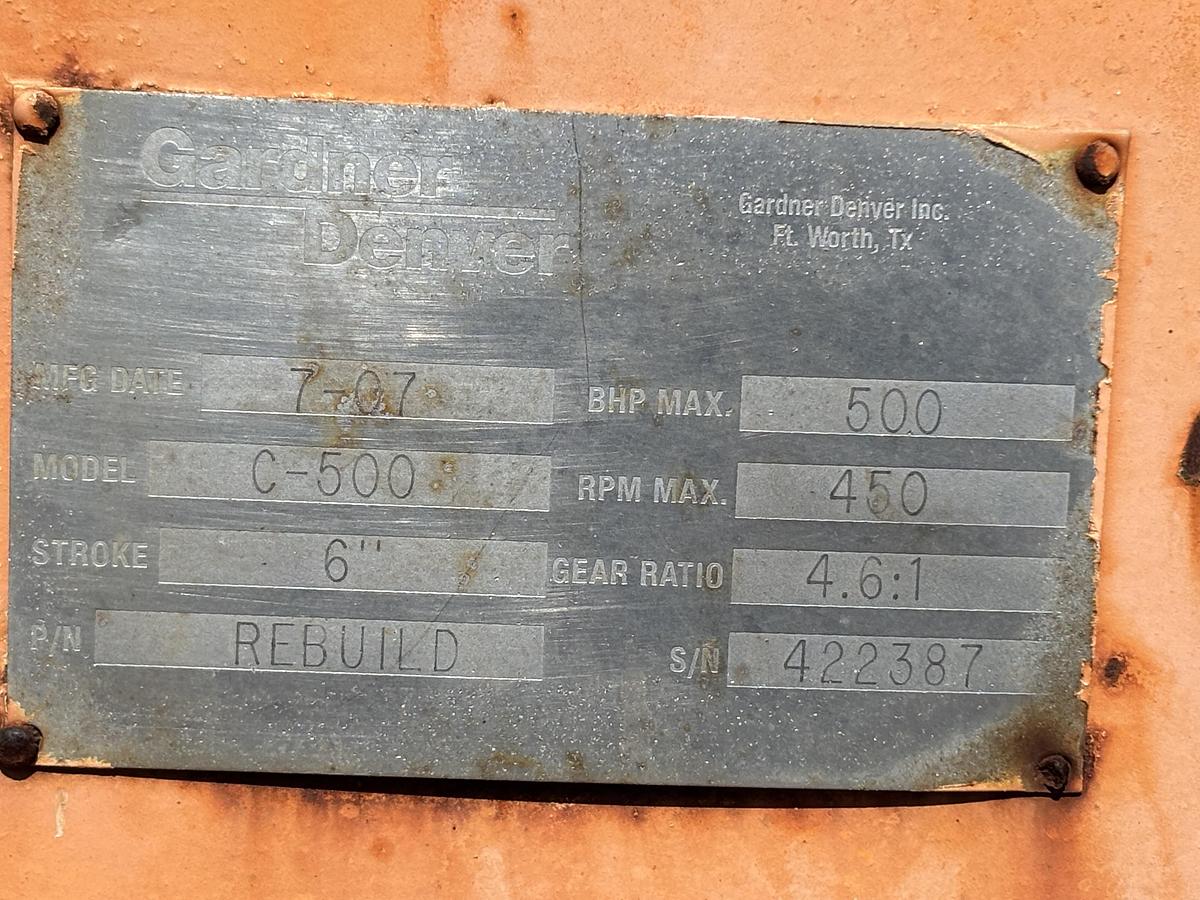 Gardner
Denver
Gardner Denver Inc.
Ft. Worth, Tx
MFG DATE 7-07
BHP MAX. 500
MODEL C-500
RPM MAX. 450
STROKE 6"
GEAR RATIO 4.6:1
P/N REBUILD
S/N 422387